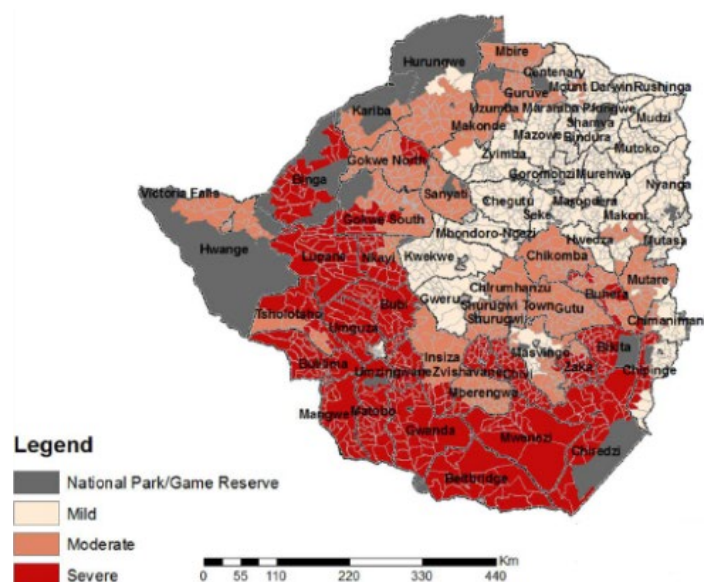 Mbire
Hurungwe
Centenary
Mount Darwin
Rushinga
Guruve
Kariba
Uzumba Maramba Pfungwe
Mudzi
Makonde
Shamva
Mazowe
Bindura
Mutoko
Zvimba
Gokwe North
Goromonzi
Murehwa
Binga
Sanyati
Nyanga
Victoria Falls
Chegutu
Marondera
Seke
Makoni
Gokwe South
Mbondoro-Ngezi
Hwedza
Mutasa
Hwange
Lupane
Nkayi
Kwekwe
Chikomba
Chirumhanzu
Mutare
Bubi
Gweru
Shurugwi Town
Buhera
Tsholotsho
Shurugwi
Gutu
Chimaniman
Umguza
Insiza
Masvingo
Bikita
Bulilima
Umzingwane
Zvishavane
Chivi
Zaka
Chipinge
Mberengwa
Mangwe
Matobo
Gwanda
Mwenezi
Chiredzi
Beitbridge
Legend
National Park/Game Reserve
Mild
Moderate
Severe
Km
0 55 110 220 330 440